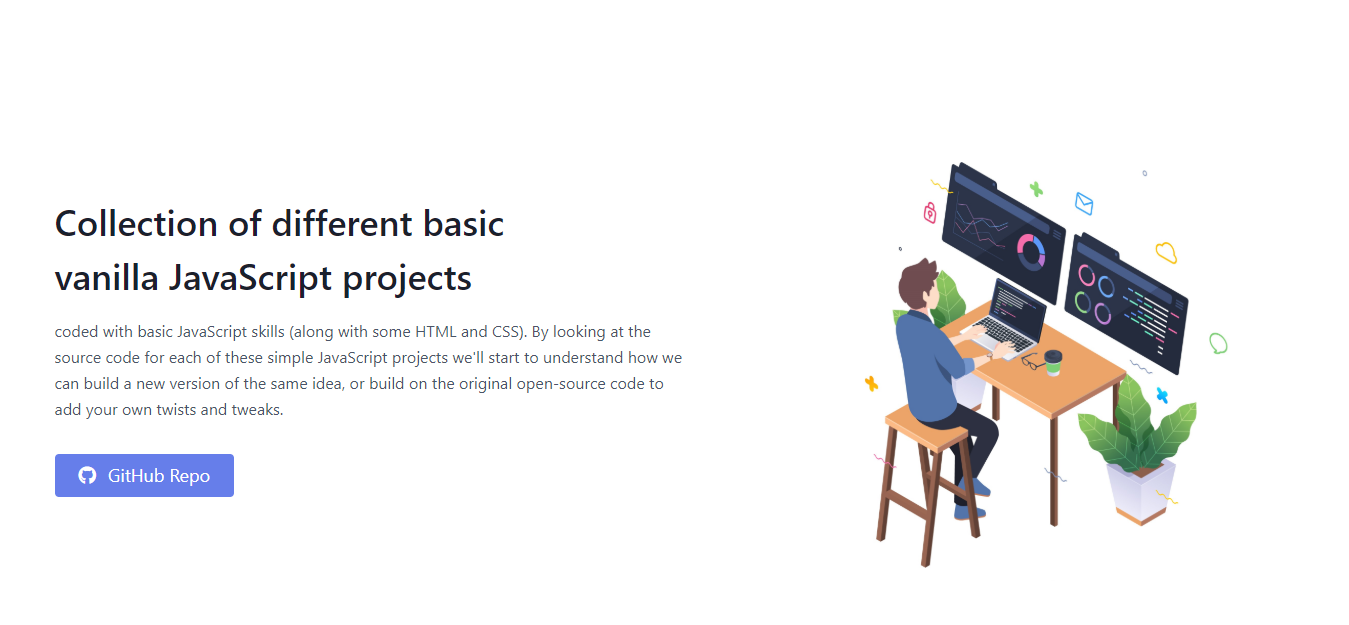 Collection of different basic
vanilla JavaScript projects
coded with basic JavaScript skills (along with some HTML and CSS). By looking at the
source code for each of these simple JavaScript projects we'll start to understand how we
can build a new version of the same idea, or build on the original open-source code to
add your own twists and tweaks.
GitHub Repo